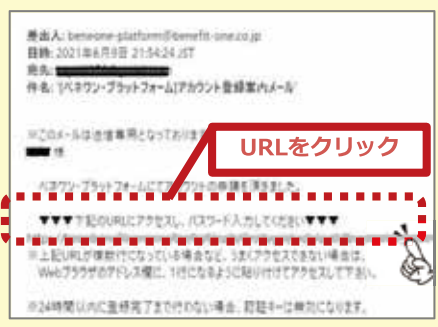 差出人: beneone-platform@benefit-one.co.jp
日時: 2021年6月9日 21:54:24 JST
宛先:
件名: '[ベネワン・プラットフォーム]アカウント登録案内メール'
※このメールは送信専用となっております
様
URLをクリック
ベネワン・プラットフォームにてアカウントの申請を頂きました。
▼▼▼下記のURLにアクセスし、パスワード入力してください▼▼▼
※上記URLが複数行になっている場合など、うまくアクセスできない場合は、
Webブラウザのアドレス欄に、1行になるように貼り付けてアクセスして下さい。
※24時間以内に登録完了まで行わない場合、認証キーは無効になります。